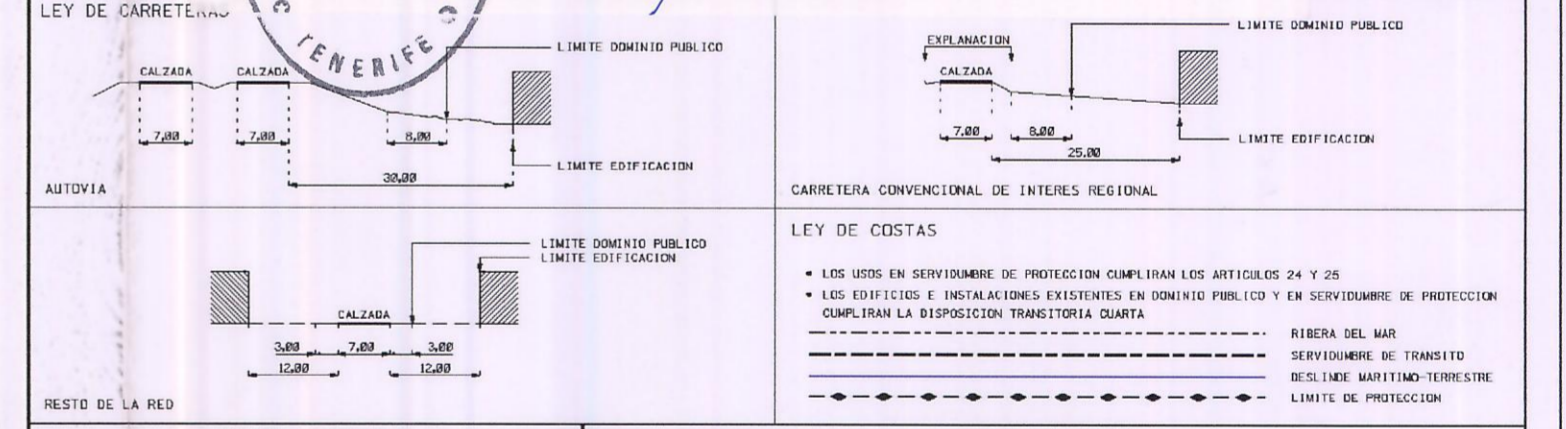 LEY DE CARRETERAS
TENERIFE
LIMITE DOMINIO PUBLICO
CALZADA
CALZADA
7,00
7,00
8,00
LIMITE EDIFICACION
30,00
AUTOVIA
LIMITE DOMINIO PUBLICO
EXPLANACION
CALZADA
7.00
8.00
LIMITE EDIFICACION
25.00
CARRETERA CONVENCIONAL DE INTERES REGIONAL
LIMITE DOMINIO PUBLICO
LIMITE EDIFICACION
CALZADA
3,00
7,00
3,00
12,00
12,00
RESTO DE LA RED
LEY DE COSTAS
• LOS USOS EN SERVIDUMBRE DE PROTECCION CUMPLIRAN LOS ARTICULOS 24 Y 25
• LOS EDIFICIOS E INSTALACIONES EXISTENTES EN DOMINIO PUBLICO Y EN SERVIDUMBRE DE PROTECCION
CUMPLIRAN LA DISPOSICION TRANSITORIA CUARTA
RIBERA DEL MAR
SERVIDUMBRE DE TRANSITO
DESLINDE MARITIMO-TERRESTRE
LIMITE DE PROTECCION